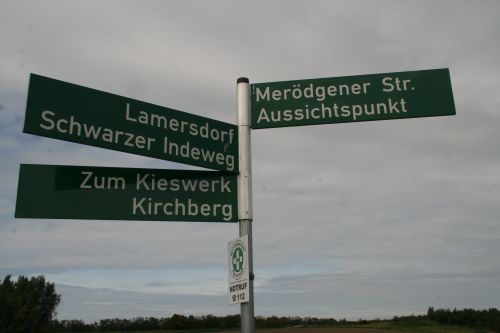 Lamersdorf
Schwarzer Indeweg
Zum Kieswerk
Kirchberg
Merödgener Str.
Aussichtspunkt
NOTRUF
112